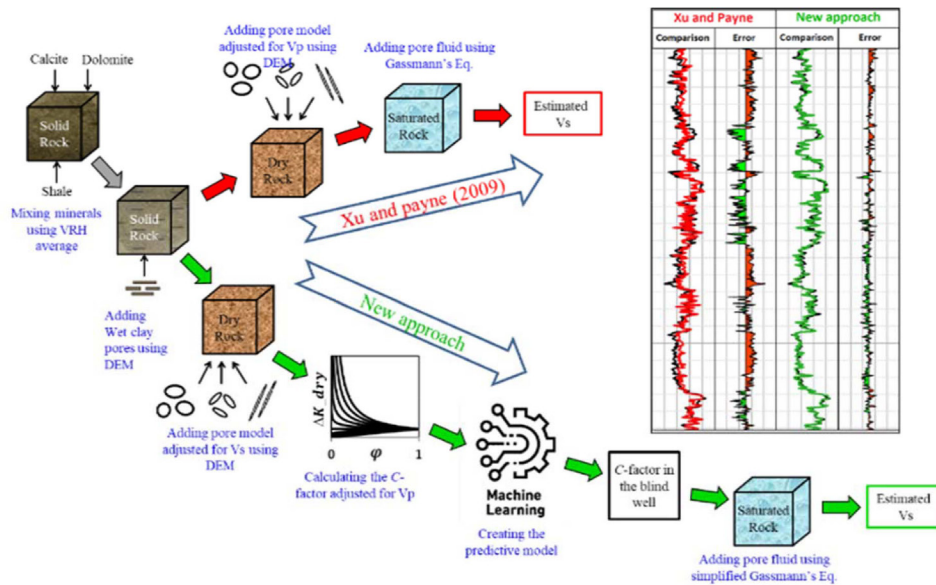 Calcite
Dolomite
Solid
Rock
Shale
Mixing minerals
using VRH
average
Solid
Rock
Adding
Wet clay
pores using
DEM
Adding pore model
adjusted for Vp using
DEM
Dry
Rock
Adding pore fluid using
Gassmann's Eq.
Saturated
Rock
Estimated
Vs
Xu and payne (2009)
New approach
Dry
Rock
Adding pore model
adjusted for Vs using
DEM
ΔK_dry
0 φ 1
Calculating the C-
factor adjusted for Vp
Machine
Learning
Creating the
predictive model
C-factor in
the blind
well
Saturated
Rock
Adding pore fluid using
simplified Gassmann's Eq.
Estimated
Vs
Xu and Payne
New approach
Comparison
Error
Comparison
Error